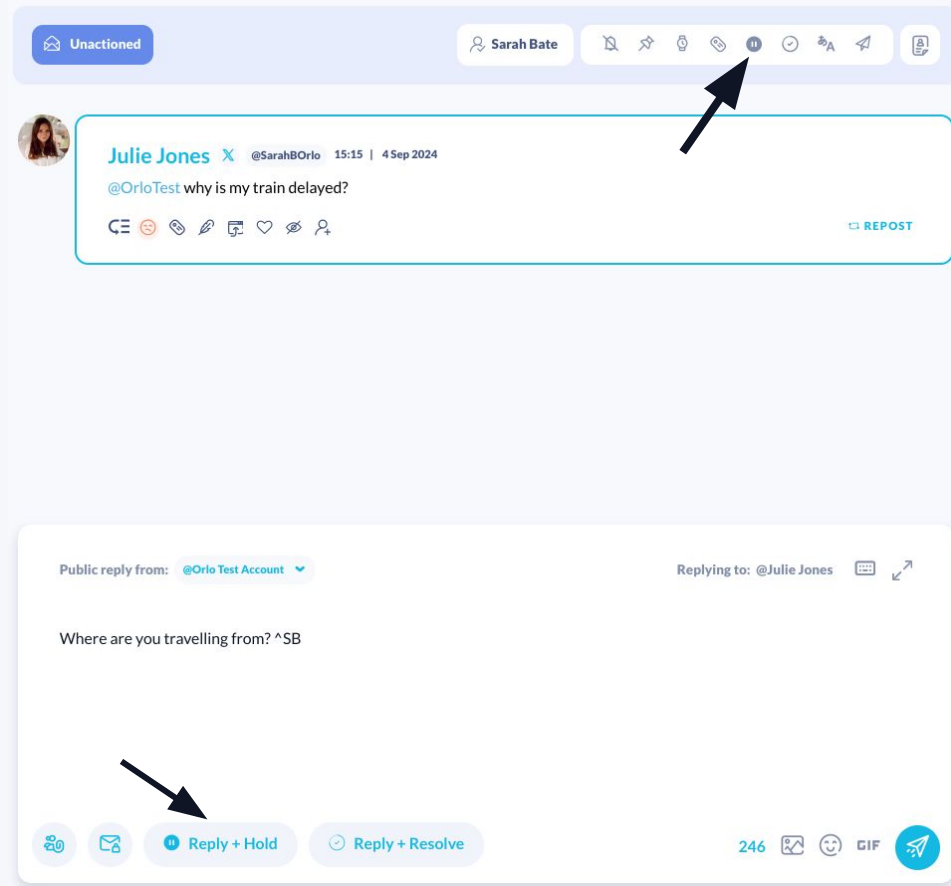 Unactioned
Sarah Bate
Julie Jones @SarahBOrlo 15:15 | 4 Sep 2024
@OrloTest why is my train delayed?
REPOST
Public reply from: @Orlo Test Account
Replying to: @Julie Jones
Where are you travelling from? ^SB
Reply + Hold
Reply + Resolve
246
GIF